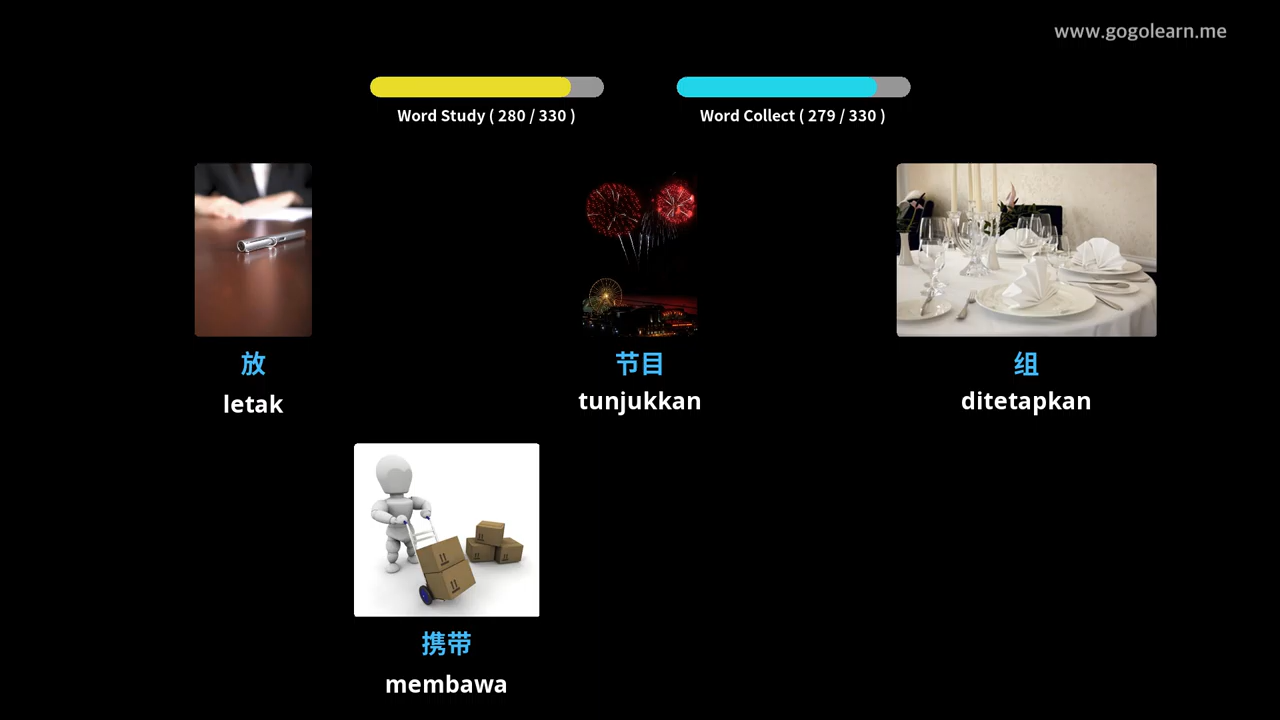 www.gogolearn.me
Word Study ( 280 / 330 )
Word Collect ( 279 / 330 )
放
letak
节目
tunjukkan
组
ditetapkan
携带
membawa